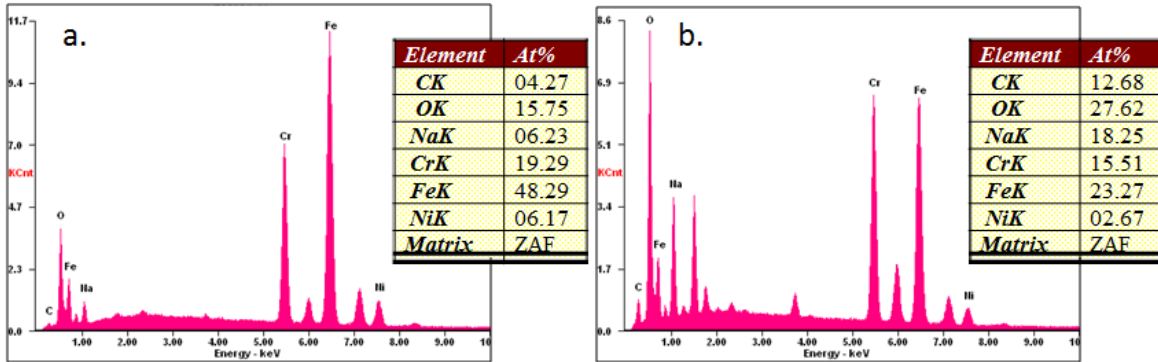 a.
11.7
9.4
7.0
KCnt
4.7
2.3
0.0
C
O
Fe
Na
Cr
Fe
Ni
1.00 2.00 3.00 4.00 5.00 6.00 7.00 8.00 9.00 10
Energy - keV
Element At%
CK 04.27
OK 15.75
NaK 06.23
CrK 19.29
FeK 48.29
NiK 06.17
Matrix ZAF
b.
8.6
6.9
5.1
KCnt
3.4
1.7
0.0
C
O
Fe
Na
Cr
Fe
Ni
1.00 2.00 3.00 4.00 5.00 6.00 7.00 8.00 9.00 10
Energy - keV
Element At%
CK 12.68
OK 27.62
NaK 18.25
CrK 15.51
FeK 23.27
NiK 02.67
Matrix ZAF